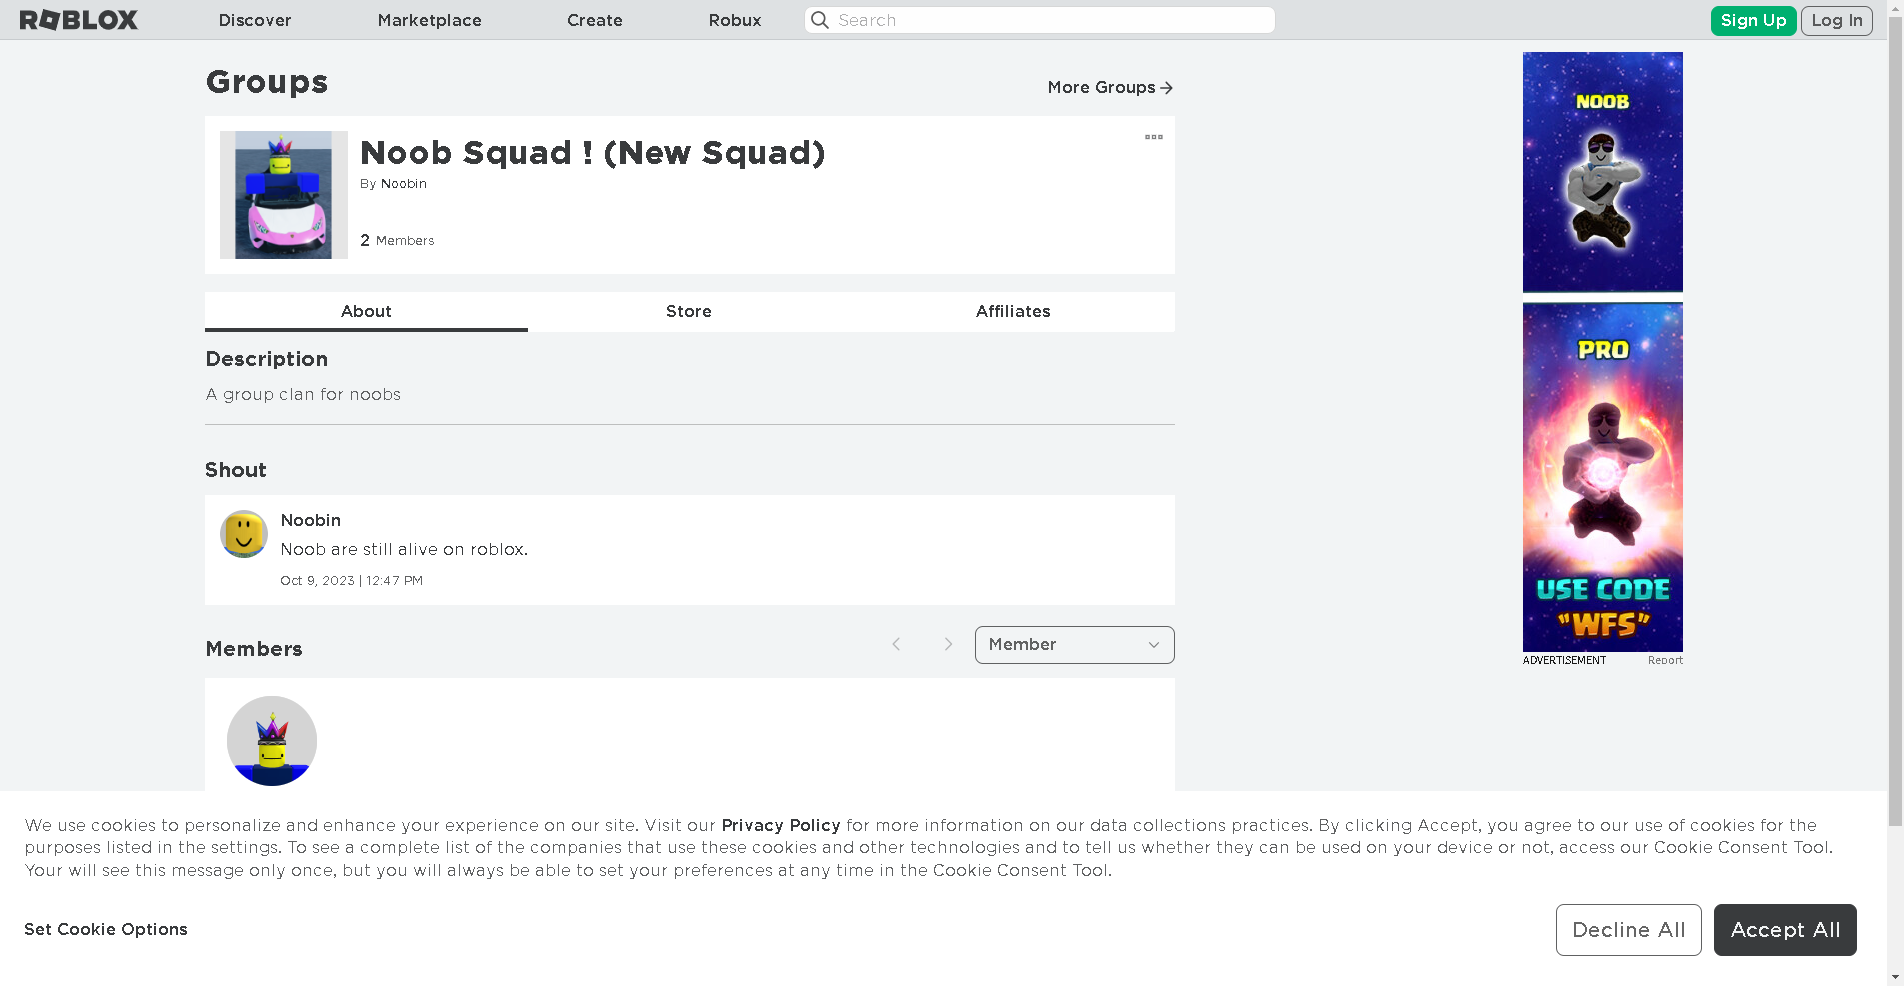 ROBLOX
Discover
Marketplace
Create
Robux
Search
Sign Up
Log In
Groups
More Groups
Noob Squad ! (New Squad)
By Noobin
2 Members
About
Store
Affiliates
Description
A group clan for noobs
Shout
Noobin
Noob are still alive on roblox.
Oct 9, 2023 | 12:47 PM
Members
Member
NOOB
PRO
USE CODE
"WFS"
ADVERTISEMENT
Report
We use cookies to personalize and enhance your experience on our site. Visit our Privacy Policy for more information on our data collections practices. By clicking Accept, you agree to our use of cookies for the
purposes listed in the settings. To see a complete list of the companies that use these cookies and other technologies and to tell us whether they can be used on your device or not, access our Cookie Consent Tool.
Your will see this message only once, but you will always be able to set your preferences at any time in the Cookie Consent Tool.
Set Cookie Options
Decline All
Accept All